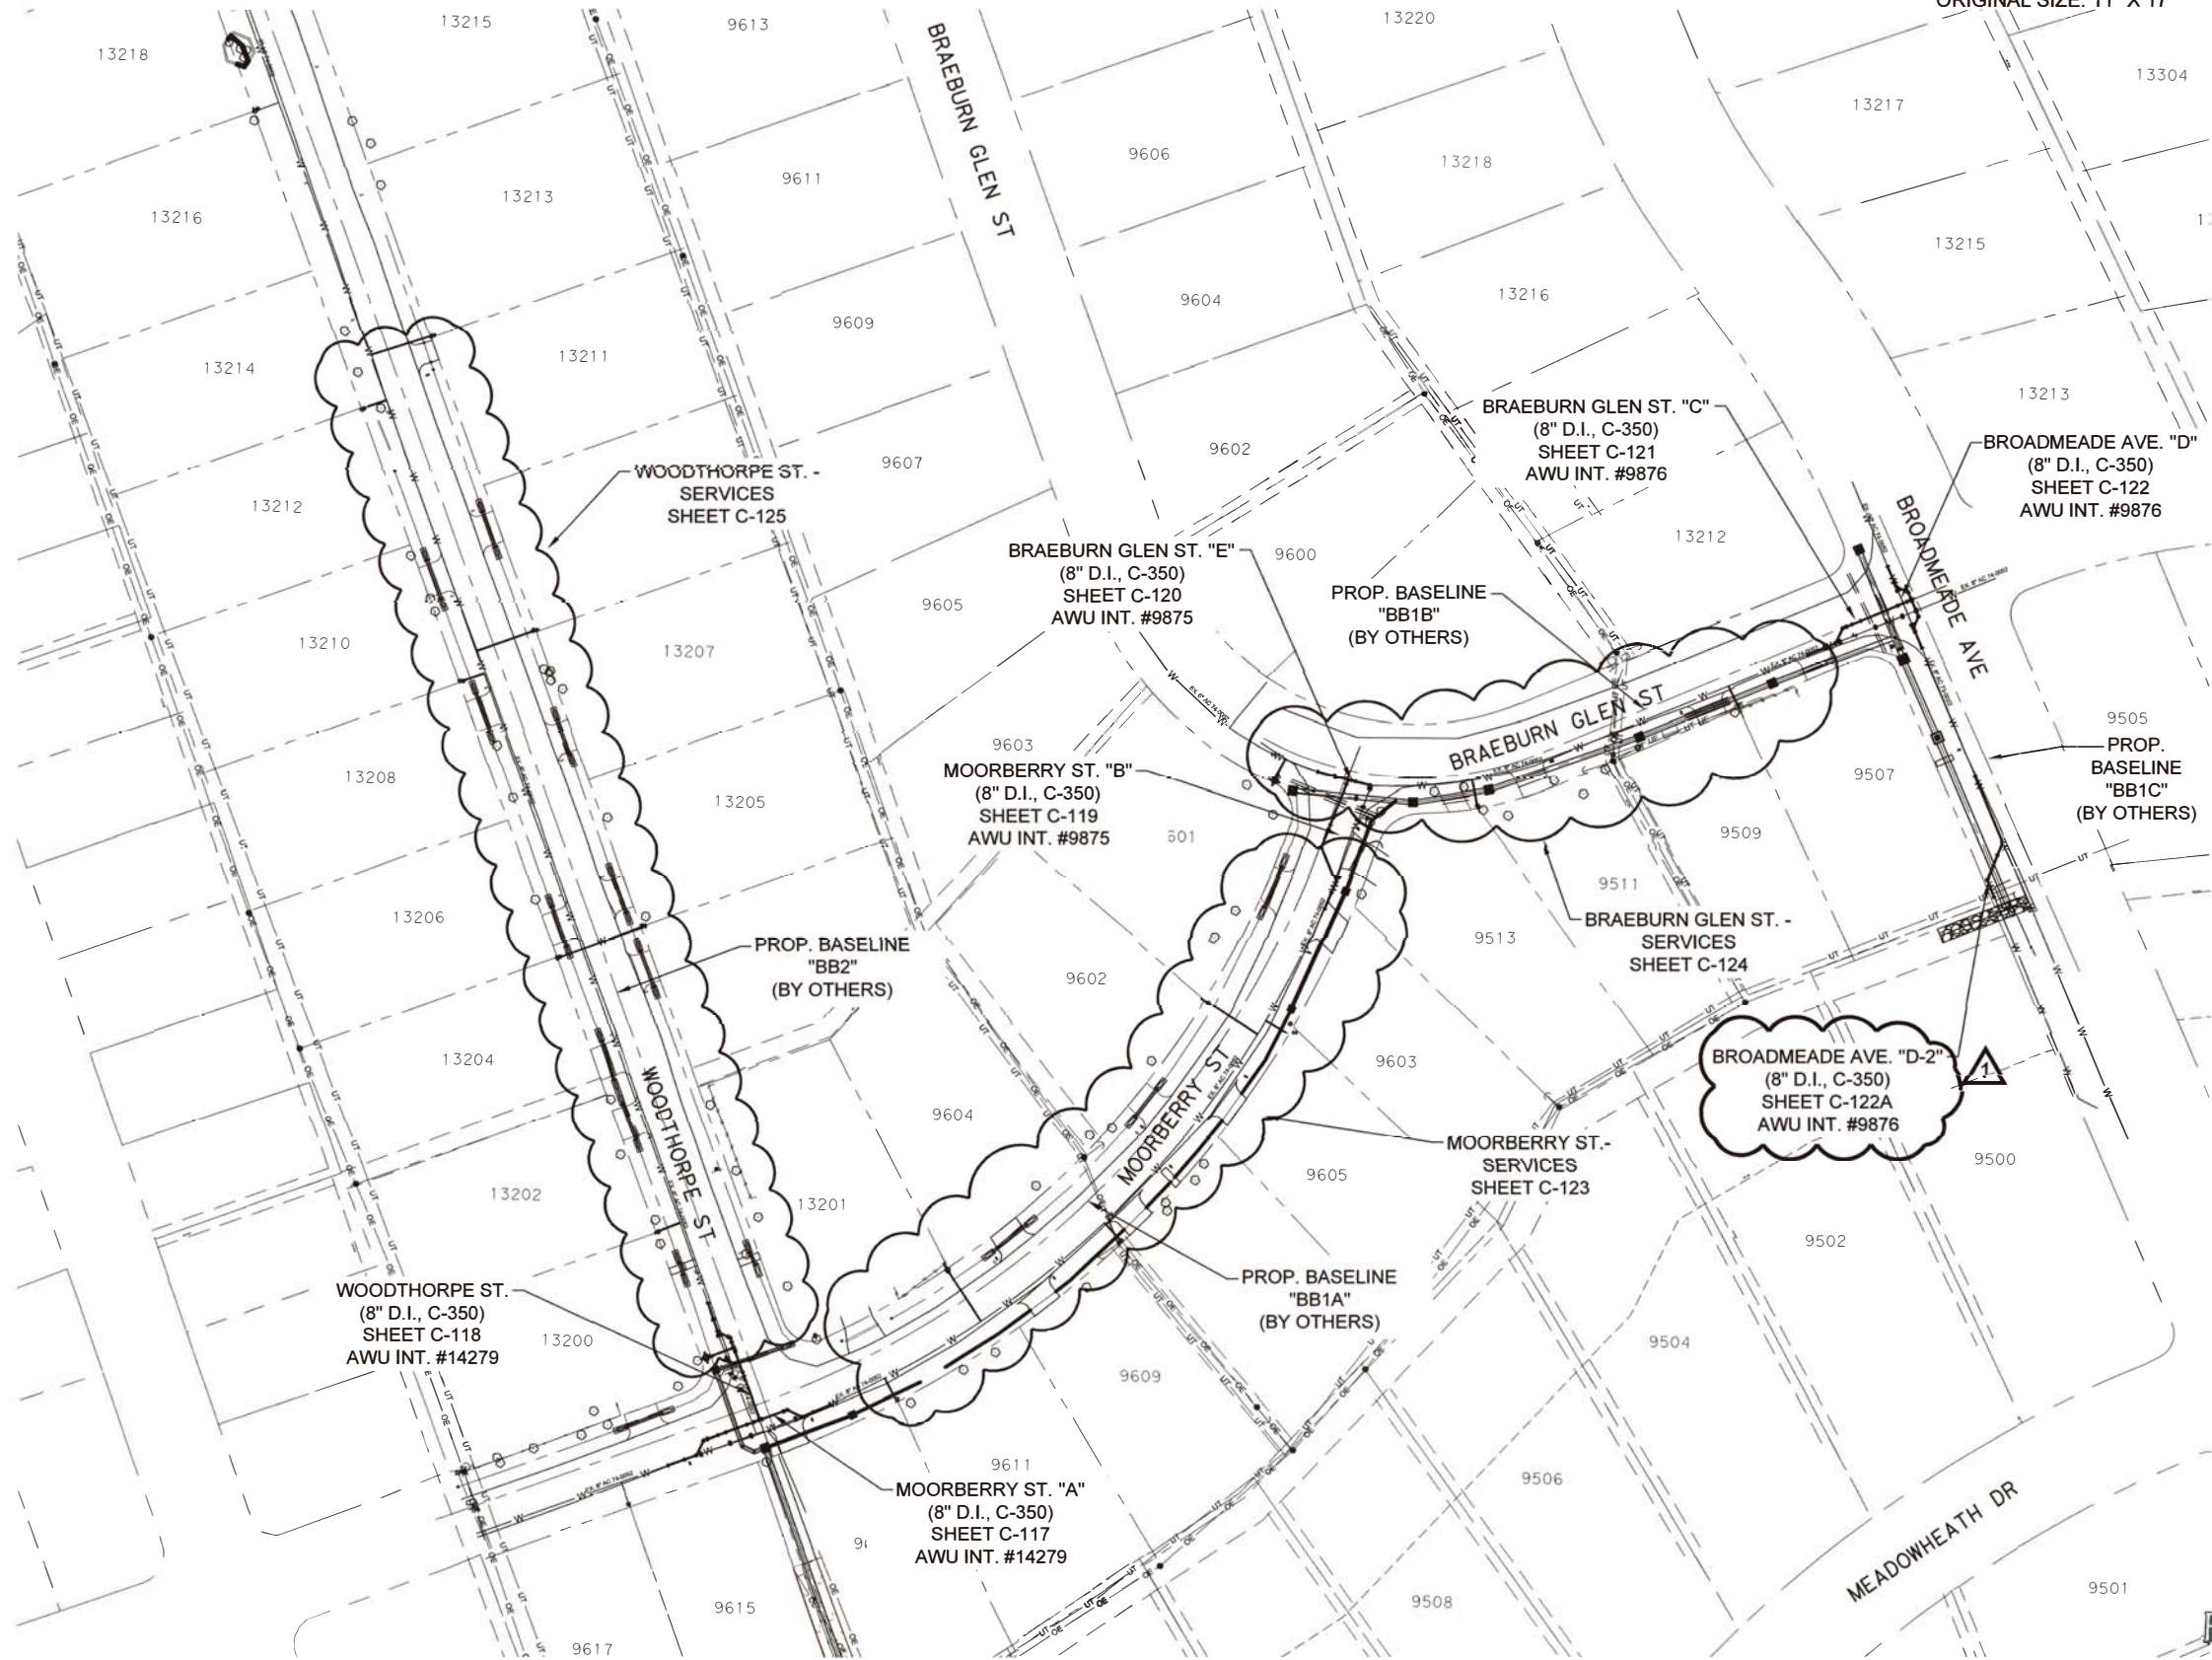 ORIGINAL SIZE: 11" X 17"
13218
13215
9613
13220
13304
13217
BRAEBURN GLEN ST
9606
13218
9611
13213
13216
13215
9604
13216
9609
13211
13214
13213
BRAEBURN GLEN ST. "C"
(8" D.I., C-350)
SHEET C-121
AWU INT. #9876
BROADMEADE AVE. "D"
(8" D.I., C-350)
SHEET C-122
AWU INT. #9876
9602
9607
WOODTHORPE ST. -
SERVICES
SHEET C-125
13212
13212
BROADMEADE AVE
BRAEBURN GLEN ST. "E"
(8" D.I., C-350)
SHEET C-120
AWU INT. #9875
9600
PROP. BASELINE
"BB1B"
(BY OTHERS)
9605
13210
13207
BRAEBURN GLEN ST
9505
PROP.
BASELINE
"BB1C"
(BY OTHERS)
9603
MOORBERRY ST. "B"
(8" D.I., C-350)
SHEET C-119
AWU INT. #9875
13208
13205
9507
9509
601
9511
13206
BRAEBURN GLEN ST. -
SERVICES
SHEET C-124
9513
PROP. BASELINE
"BB2"
(BY OTHERS)
9602
13204
WOODTHORPE ST
MOORBERRY ST
9603
BROADMEADE AVE. "D-2"
(8" D.I., C-350)
SHEET C-122A
AWU INT. #9876
1
9604
MOORBERRY ST.-
SERVICES
SHEET C-123
9605
9500
13202
13201
9502
PROP. BASELINE
"BB1A"
(BY OTHERS)
WOODTHORPE ST.
(8" D.I., C-350)
SHEET C-118
AWU INT. #14279
13200
9504
9609
9611
9506
MOORBERRY ST. "A"
(8" D.I., C-350)
SHEET C-117
AWU INT. #14279
MEADOWHEATH DR
9615
9508
9501
9617